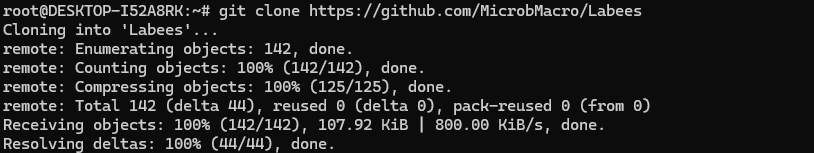 root@DESKTOP-I52A8RK:~# git clone https://github.com/MicrobMacro/Labees
Cloning into 'Labees'...
remote: Enumerating objects: 142, done.
remote: Counting objects: 100% (142/142), done.
remote: Compressing objects: 100% (125/125), done.
remote: Total 142 (delta 44), reused 0 (delta 0), pack-reused 0 (from 0)
Receiving objects: 100% (142/142), 107.92 KiB | 800.00 KiB/s, done.
Resolving deltas: 100% (44/44), done.